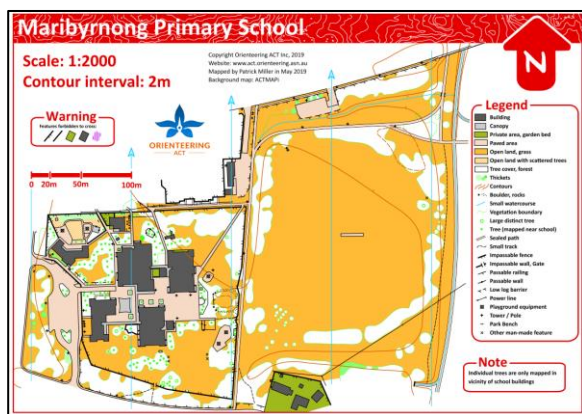 Maribyrnong Primary School
Scale: 1:2000
Contour interval: 2m
Copyright Orienteering ACT Inc, 2019
Website: www.act.orienteering.asn.au
Mapped by Patrick Miller in May 2019
Background map: ACTMAPi
N
Warning
Features forbidden to cross:
ORIENTEERING
ACT
0 20m 50m 100m
Legend
Building
Canopy
Private area, garden bed
Paved area
Open land, grass
Open land with scattered trees
Tree cover, forest
Thickets
Contours
Boulder, rocks
Small watercourse
Vegetation boundary
Large distinct tree
Tree (mapped near school)
Sealed path
Small track
Impassable fence
Impassable wall, Gate
Passable railing
Passable wall
Low log barrier
Power line
Playground equipment
Tower / Pole
Park Bench
Other man-made feature
Note
Individual trees are only mapped in
vicinity of school buildings